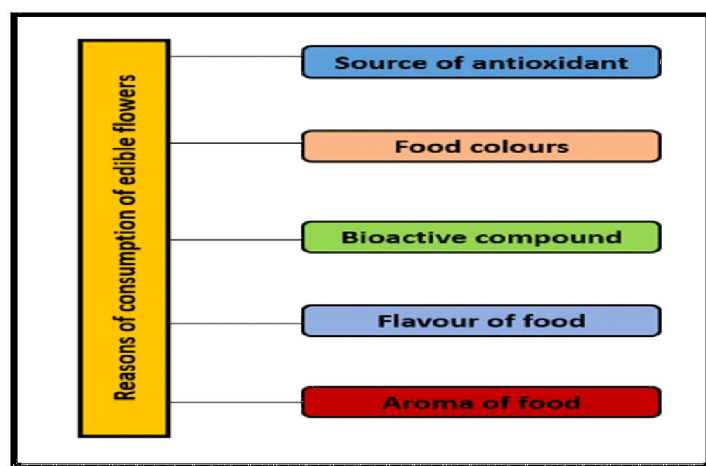 Reasons of consumption of edible flowers
Source of antioxidant
Food colours
Bioactive compound
Flavour of food
Aroma of food